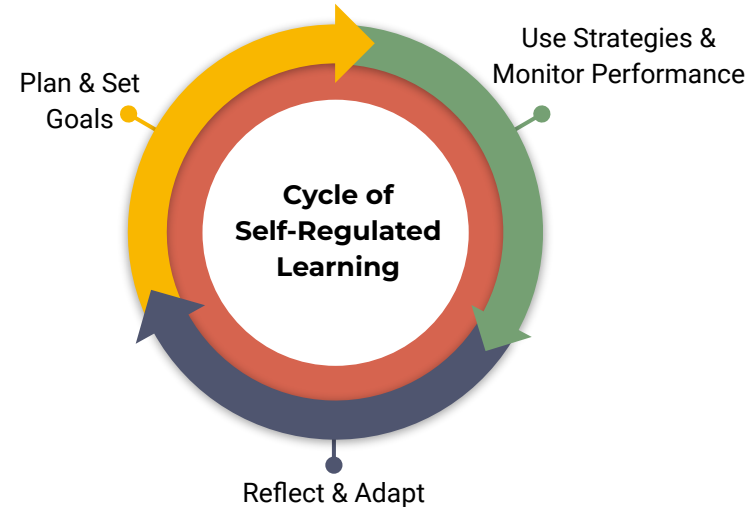 Use Strategies &
Monitor Performance
Plan & Set
Goals
Cycle of
Self-Regulated
Learning
Reflect & Adapt